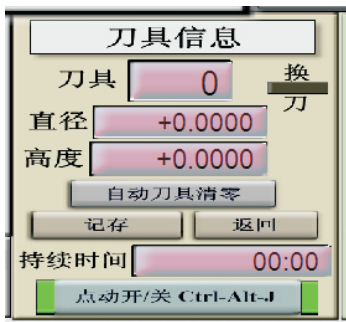 刀具信息
刀具 0 换刀
直径 +0.0000
高度 +0.0000
自动刀具清零
记存 返回
持续时间 00:00
点动开/关 Ctrl-Alt-J